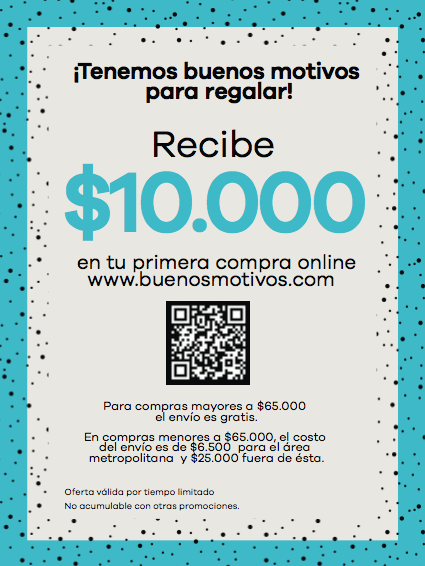 ¡Tenemos buenos motivos
para regalar!
Recibe
$10.000
en tu primera compra online
www.buenosmotivos.com
Para compras mayores a $65.000
el envío es gratis.
En compras menores a $65.000, el costo
del envío es de $6.500 para el área
metropolitana y $25.000 fuera de ésta.
Oferta válida por tiempo limitado
No acumulable con otras promociones.